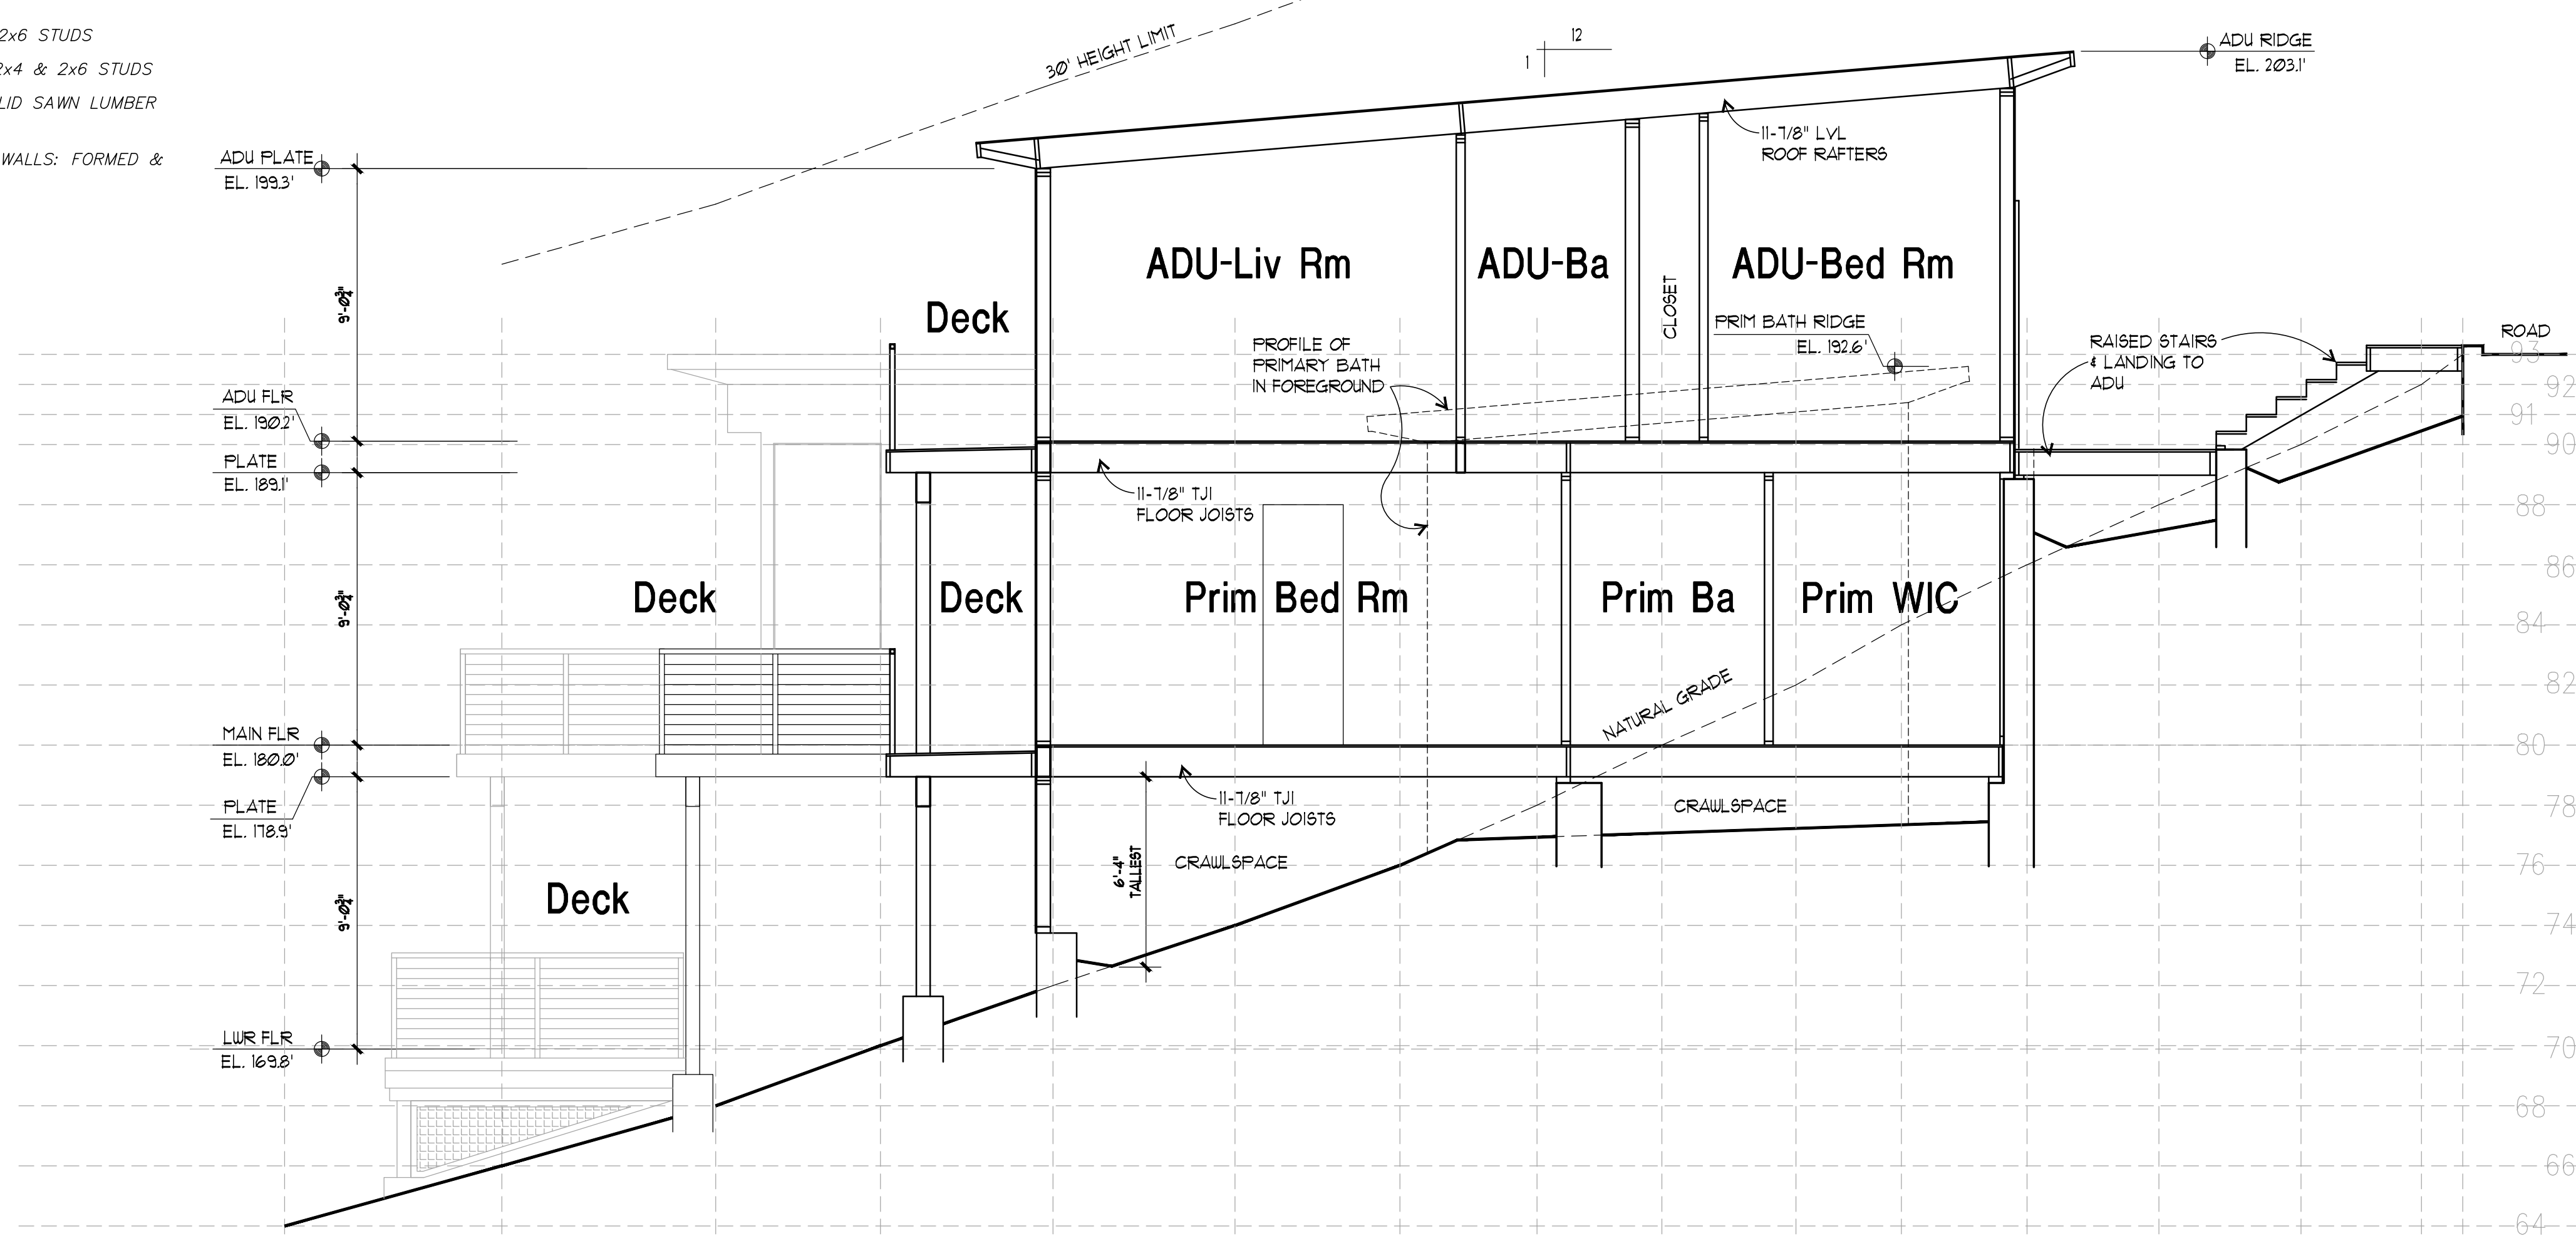 2x6 STUDS
2x4 & 2x6 STUDS
LID SAWN LUMBER
WALLS: FORMED &
30' HEIGHT LIMIT
12
1
ADU RIDGE
EL. 203.1'
ADU PLATE
EL. 199.3'
11-7/8" LVL
ROOF RAFTERS
9'-0¾"
ADU-Liv Rm
ADU-Ba
CLOSET
ADU-Bed Rm
Deck
PROFILE OF
PRIMARY BATH
IN FOREGROUND
PRIM BATH RIDGE
EL. 192.6'
RAISED STAIRS
& LANDING TO
ADU
ROAD
93
92
91
90
ADU FLR
EL. 190.2'
PLATE
EL. 189.1'
11-7/8" TJI
FLOOR JOISTS
88
86
9'-0¾"
Deck
Deck
Prim Bed Rm
Prim Ba
Prim WIC
84
82
NATURAL GRADE
MAIN FLR
EL. 180.0'
80
PLATE
EL. 178.9'
11-7/8" TJI
FLOOR JOISTS
CRAWLSPACE
78
6'-4"
TALLEST
CRAWLSPACE
76
9'-0¾"
Deck
74
72
LWR FLR
EL. 169.8'
70
68
66
64